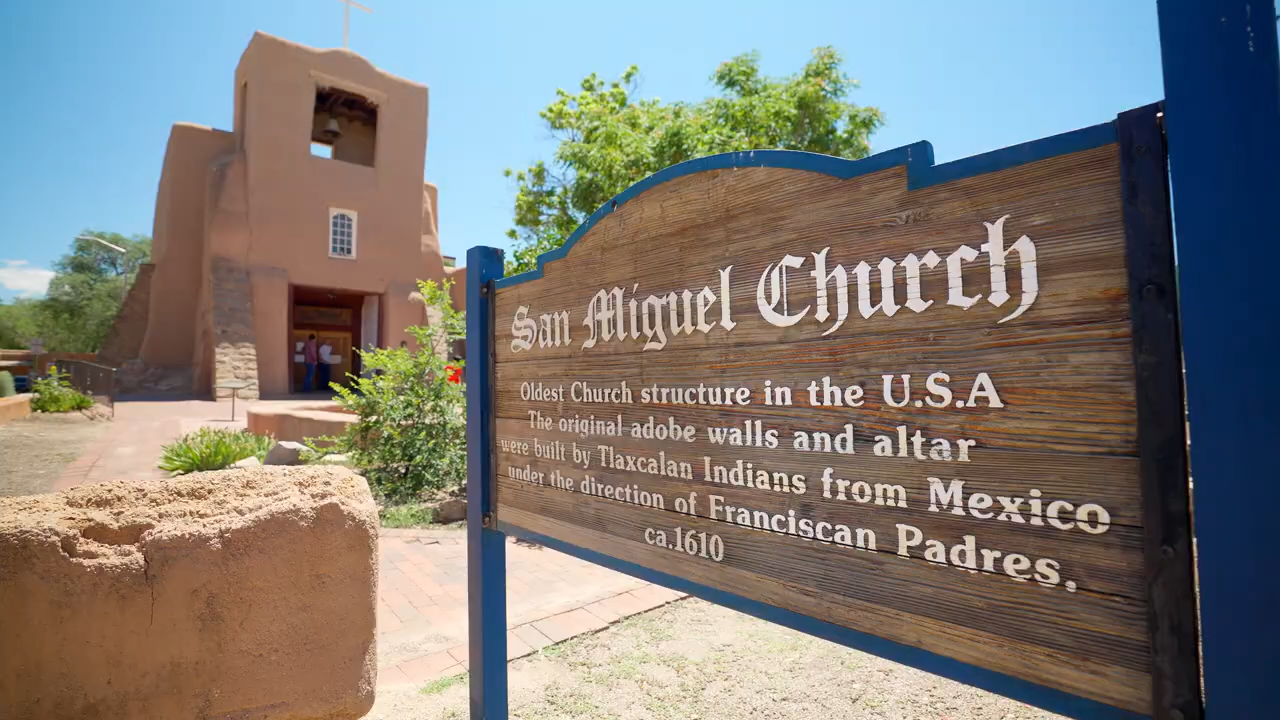 San Miguel Church
Oldest Church structure in the U.S.A
The original adobe walls and altar
were built by Tlaxcalan Indians from Mexico
under the direction of Franciscan Padres.
ca.1610